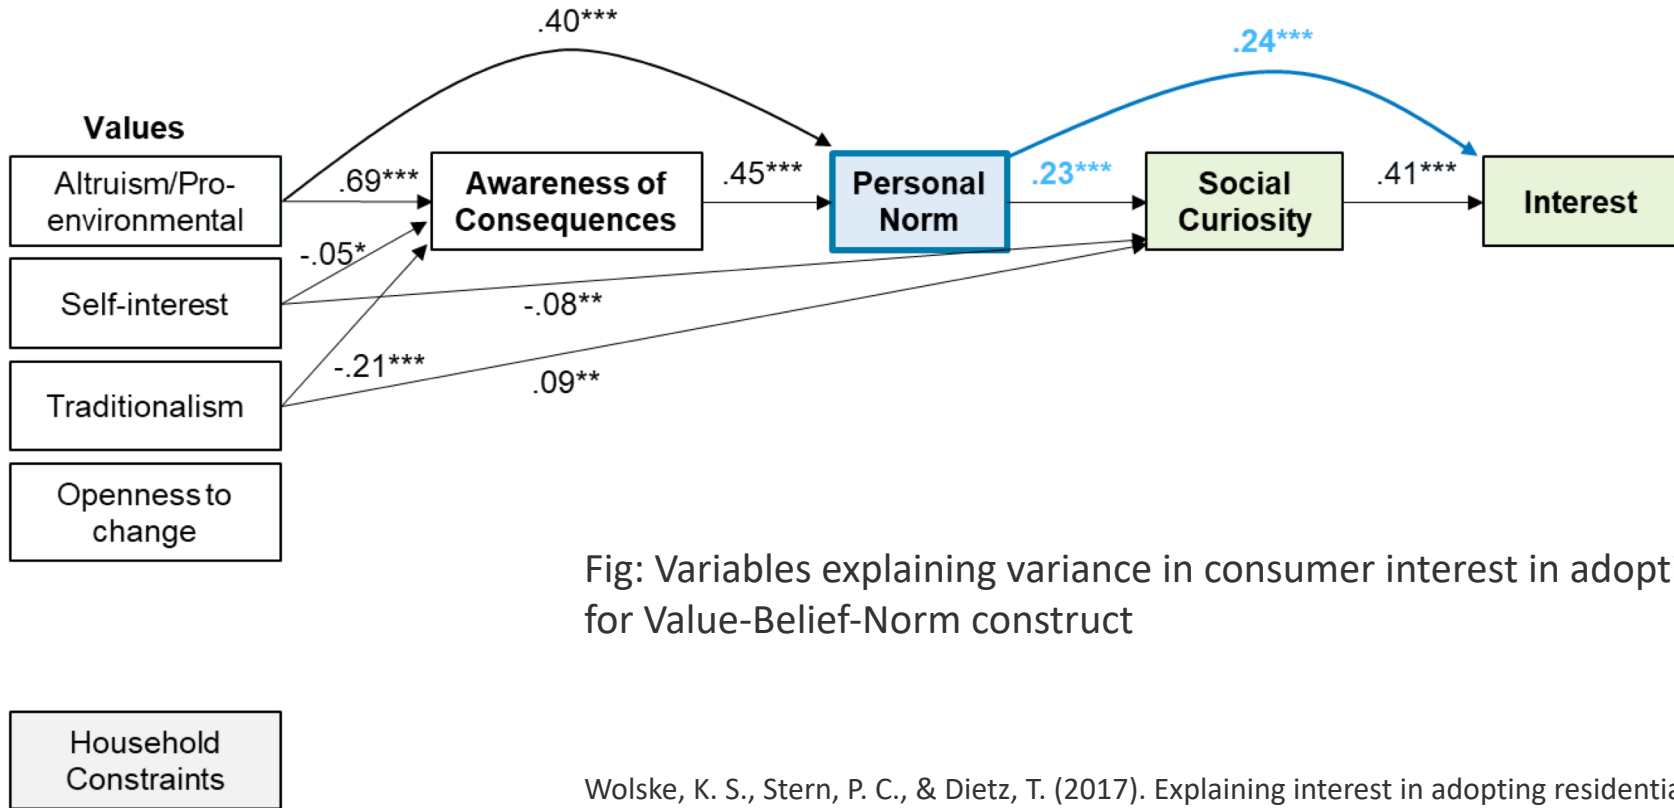 .40***
.24***
Values
Altruism/Pro-
environmental
.69***
Awareness of
Consequences
.45***
Personal
Norm
.23***
Social
Curiosity
.41***
Interest
-.05*
Self-interest
-.08**
-.21***
Traditionalism
.09**
Openness to
change
Fig: Variables explaining variance in consumer interest in adopt
for Value-Belief-Norm construct
Household
Constraints
Wolske, K. S., Stern, P. C., & Dietz, T. (2017). Explaining interest in adopting residentia